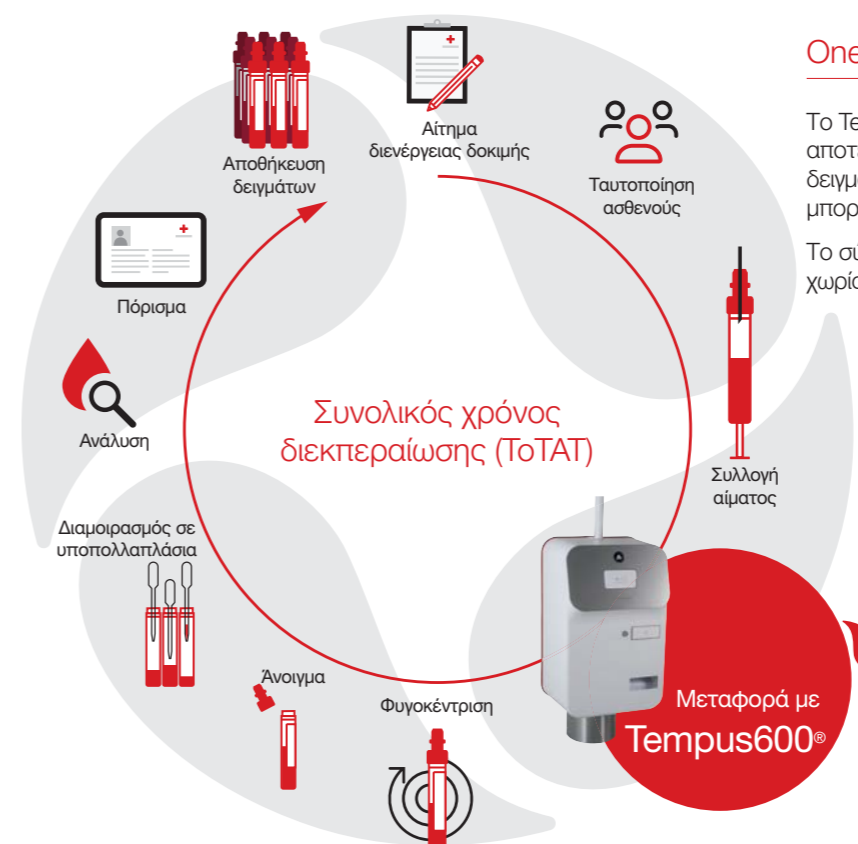 Αίτημα
διενέργειας δοκιμής
Ταυτοποίηση
ασθενούς
Συλλογή
αίματος
Μεταφορά με
Tempus600®
Φυγοκέντριση
Άνοιγμα
Διαμοιρασμός σε
υποπολλαπλάσια
Ανάλυση
Πόρισμα
Αποθήκευση
δειγμάτων
Συνολικός χρόνος
διεκπεραίωσης (ToTAT)
One
Το Te
αποτε
δειγμ
μπορ
Το σύ
χωρίς